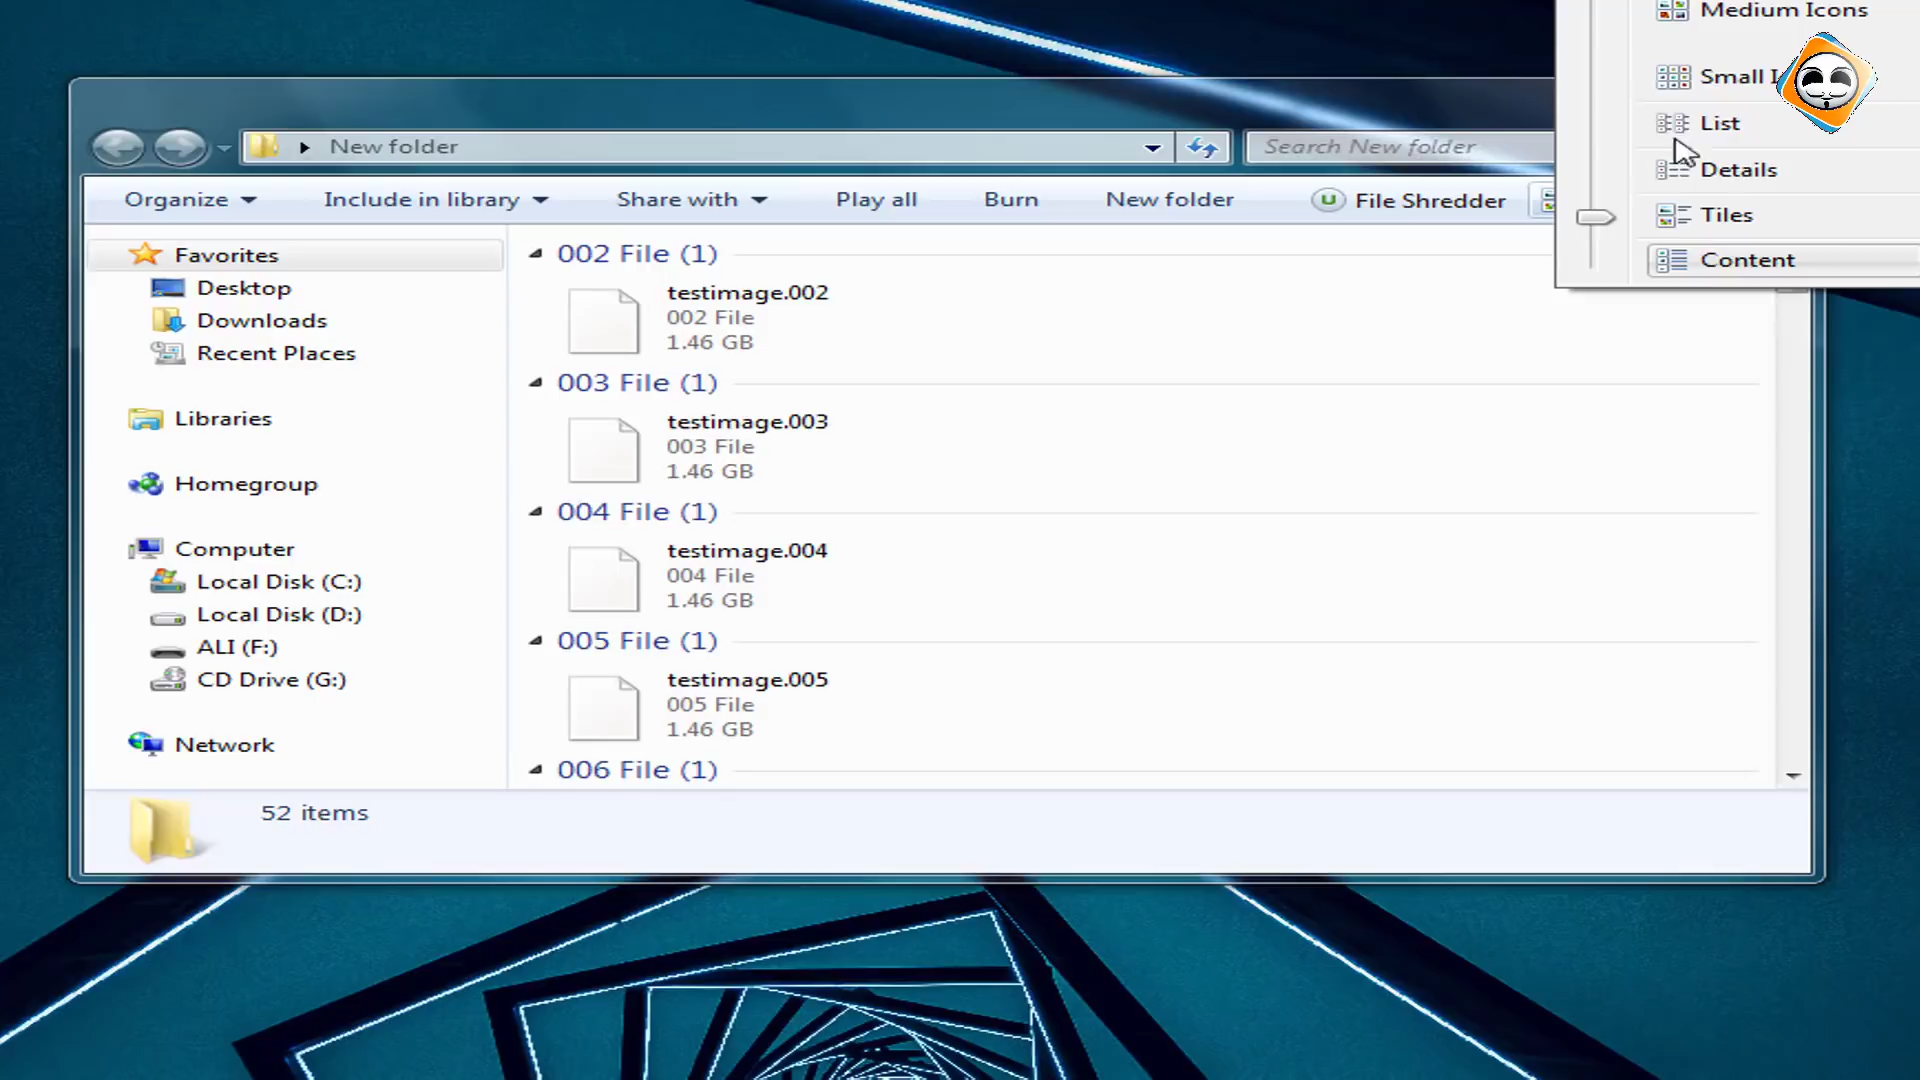 Medium Icons
Small
List
Details
Tiles
Content
New folder
Search New folder
Organize
Include in library
Share with
Play all
Burn
New folder
File Shredder
Favorites
Desktop
Downloads
Recent Places
Libraries
Homegroup
Computer
Local Disk (C:)
Local Disk (D:)
ALI (F:)
CD Drive (G:)
Network
002 File (1)
testimage.002
002 File
1.46 GB
003 File (1)
testimage.003
003 File
1.46 GB
004 File (1)
testimage.004
004 File
1.46 GB
005 File (1)
testimage.005
005 File
1.46 GB
006 File (1)
52 items